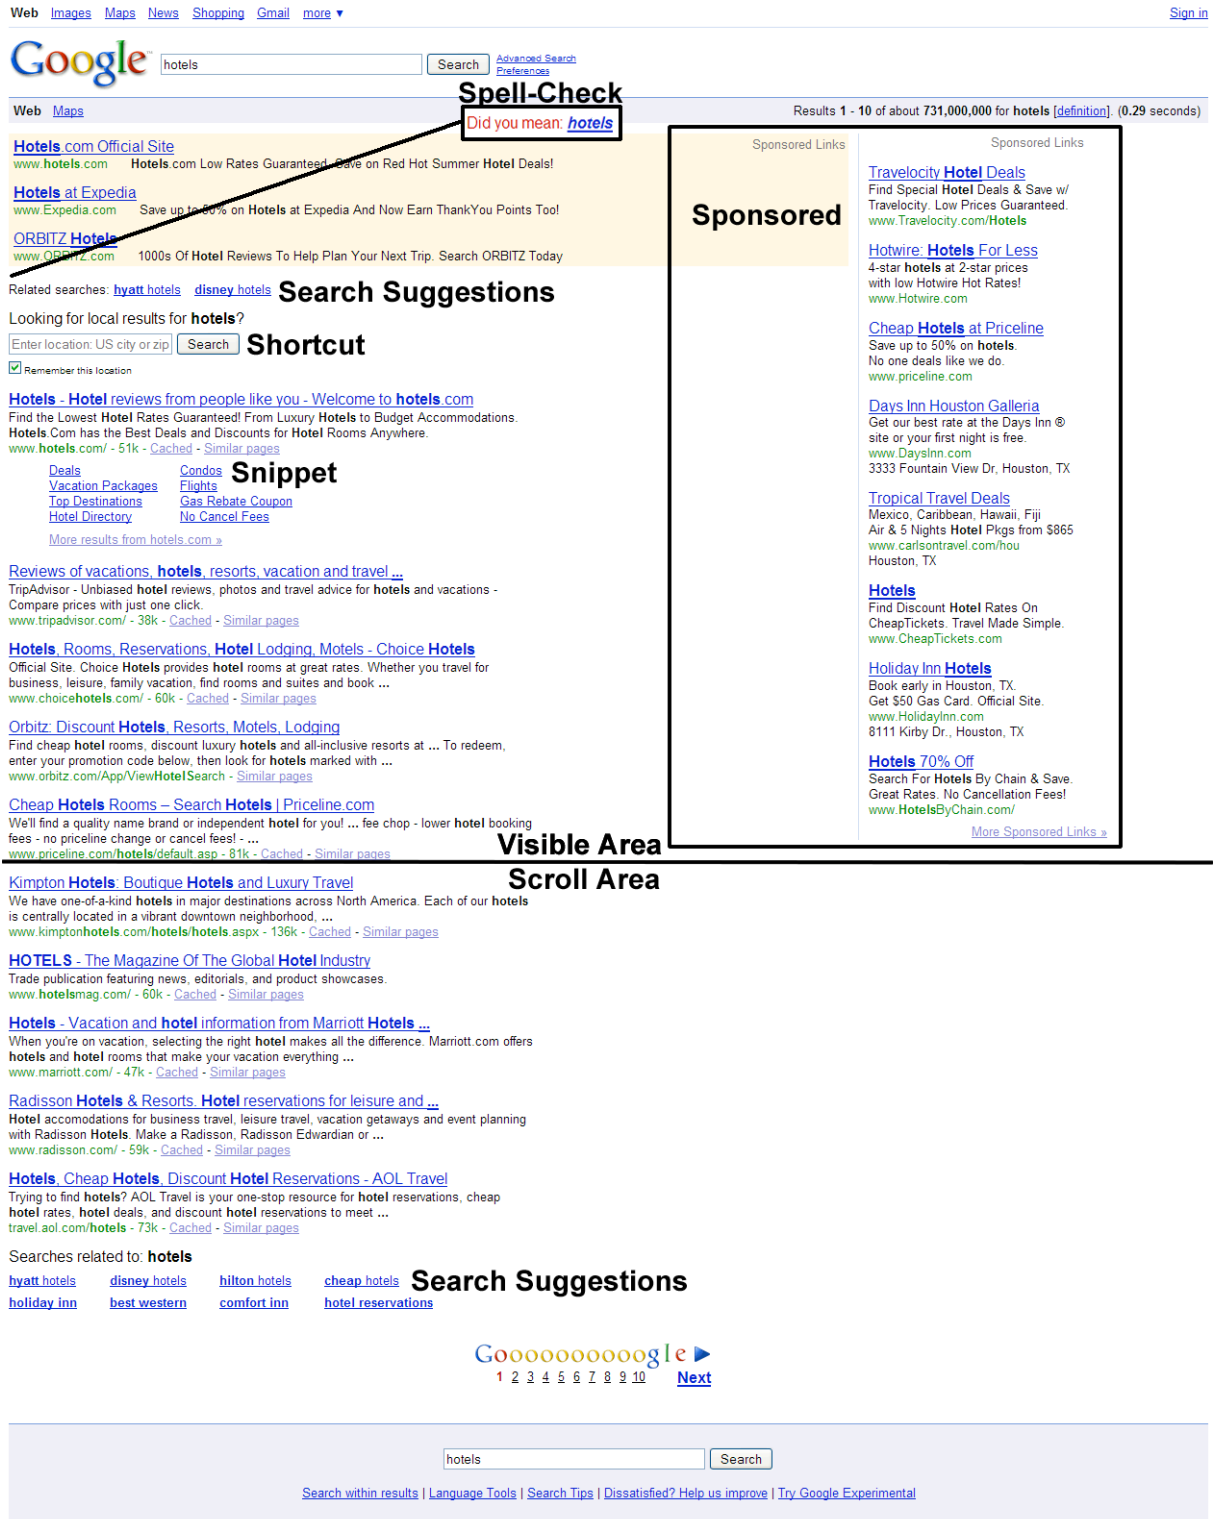 Web Images Maps News Shopping Gmail more ▼ Sign in
Google hotels Search Advanced Search
Preferences
Spell-Check
Web Maps Results 1 - 10 of about 731,000,000 for hotels [definition]. (0.29 seconds)
Did you mean: hotels
Sponsored Links
Hotels.com Official Site
www.hotels.com Hotels.com Low Rates Guaranteed. Save on Red Hot Summer Hotel Deals!
Hotels at Expedia
www.Expedia.com Save up to 50% on Hotels at Expedia And Now Earn ThankYou Points Too!
ORBITZ Hotels
www.ORBITZ.com 1000s Of Hotel Reviews To Help Plan Your Next Trip. Search ORBITZ Today
Sponsored
Related searches: hyatt hotels disney hotels Search Suggestions
Looking for local results for hotels?
Enter location: US city or zip Search Shortcut
Remember this location
Hotels - Hotel reviews from people like you - Welcome to hotels.com
Find the Lowest Hotel Rates Guaranteed! From Luxury Hotels to Budget Accommodations.
Hotels.Com has the Best Deals and Discounts for Hotel Rooms Anywhere.
www.hotels.com/ - 51k - Cached - Similar pages
Deals Condos Snippet
Vacation Packages Flights
Top Destinations Gas Rebate Coupon
Hotel Directory No Cancel Fees
More results from hotels.com »
Reviews of vacations, hotels, resorts, vacation and travel ...
TripAdvisor - Unbiased hotel reviews, photos and travel advice for hotels and vacations -
Compare prices with just one click.
www.tripadvisor.com/ - 38k - Cached - Similar pages
Hotels, Rooms, Reservations, Hotel Lodging, Motels - Choice Hotels
Official Site. Choice Hotels provides hotel rooms at great rates. Whether you travel for
business, leisure, family vacation, find rooms and suites and book ...
www.choicehotels.com/ - 60k - Cached - Similar pages
Orbitz: Discount Hotels, Resorts, Motels, Lodging
Find cheap hotel rooms, discount luxury hotels and all-inclusive resorts at ... To redeem,
enter your promotion code below, then look for hotels marked with ...
www.orbitz.com/App/ViewHotelSearch - Similar pages
Cheap Hotels Rooms – Search Hotels | Priceline.com
We'll find a quality name brand or independent hotel for you! ... fee chop - lower hotel booking
fees - no priceline change or cancel fees! - ...
www.priceline.com/hotels/default.asp - 81k - Cached - Similar pages
Sponsored Links
Travelocity Hotel Deals
Find Special Hotel Deals & Save w/
Travelocity. Low Prices Guaranteed.
www.Travelocity.com/Hotels
Hotwire: Hotels For Less
4-star hotels at 2-star prices
with low Hotwire Hot Rates!
www.Hotwire.com
Cheap Hotels at Priceline
Save up to 50% on hotels.
No one deals like we do.
www.priceline.com
Days Inn Houston Galleria
Get our best rate at the Days Inn ®
site or your first night is free.
www.DaysInn.com
3333 Fountain View Dr, Houston, TX
Tropical Travel Deals
Mexico, Caribbean, Hawaii, Fiji
Air & 5 Nights Hotel Pkgs from $865
www.carlsontravel.com/hou
Houston, TX
Hotels
Find Discount Hotel Rates On
CheapTickets. Travel Made Simple.
www.CheapTickets.com
Holiday Inn Hotels
Book early in Houston, TX.
Get $50 Gas Card. Official Site.
www.HolidayInn.com
8111 Kirby Dr., Houston, TX
Hotels 70% Off
Search For Hotels By Chain & Save.
Great Rates. No Cancellation Fees!
www.HotelsByChain.com/
More Sponsored Links »
Visible Area
Scroll Area
Kimpton Hotels: Boutique Hotels and Luxury Travel
We have one-of-a-kind hotels in major destinations across North America. Each of our hotels
is centrally located in a vibrant downtown neighborhood, ...
www.kimptonhotels.com/hotels/hotels.aspx - 136k - Cached - Similar pages
HOTELS - The Magazine Of The Global Hotel Industry
Trade publication featuring news, editorials, and product showcases.
www.hotelsmag.com/ - 60k - Cached - Similar pages
Hotels - Vacation and hotel information from Marriott Hotels ...
When you're on vacation, selecting the right hotel makes all the difference. Marriott.com offers
hotels and hotel rooms that make your vacation everything ...
www.marriott.com/ - 47k - Cached - Similar pages
Radisson Hotels & Resorts. Hotel reservations for leisure and ...
Hotel accomodations for business travel, leisure travel, vacation getaways and event planning
with Radisson Hotels. Make a Radisson, Radisson Edwardian or ...
www.radisson.com/ - 59k - Cached - Similar pages
Hotels, Cheap Hotels, Discount Hotel Reservations - AOL Travel
Trying to find hotels? AOL Travel is your one-stop resource for hotel reservations, cheap
hotel rates, hotel deals, and discount hotel reservations to meet ...
travel.aol.com/hotels - 73k - Cached - Similar pages
Searches related to: hotels
hyatt hotels disney hotels hilton hotels cheap hotels Search Suggestions
holiday inn best western comfort inn hotel reservations
Goooooooooogle
1 2 3 4 5 6 7 8 9 10 Next
hotels Search
Search within results | Language Tools | Search Tips | Dissatisfied? Help us improve | Try Google Experimental